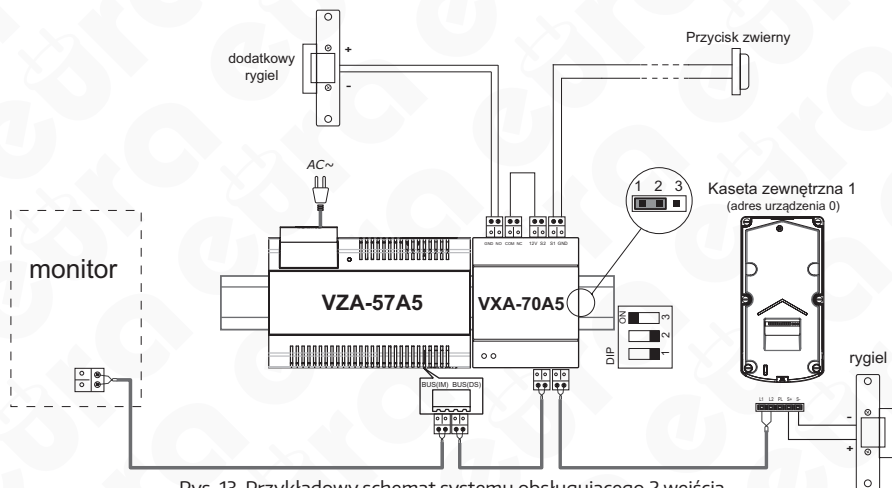 dodatkowy
rygiel
+
-
Przycisk zwierny
AC~
1 2 3
Kaseta zewnętrzna 1
(adres urządzenia 0)
monitor
GND NO COM NC 12V S2 S1 GND
VZA-57A5
VXA-70A5
ON
DIP
1 2 3
rygiel
BUS(IM) BUS(DS)
L1 L2 PL S+ S-
-
+
Rys. 13. Przykładowy schemat systemu obsługującego 2 wejścia
eura